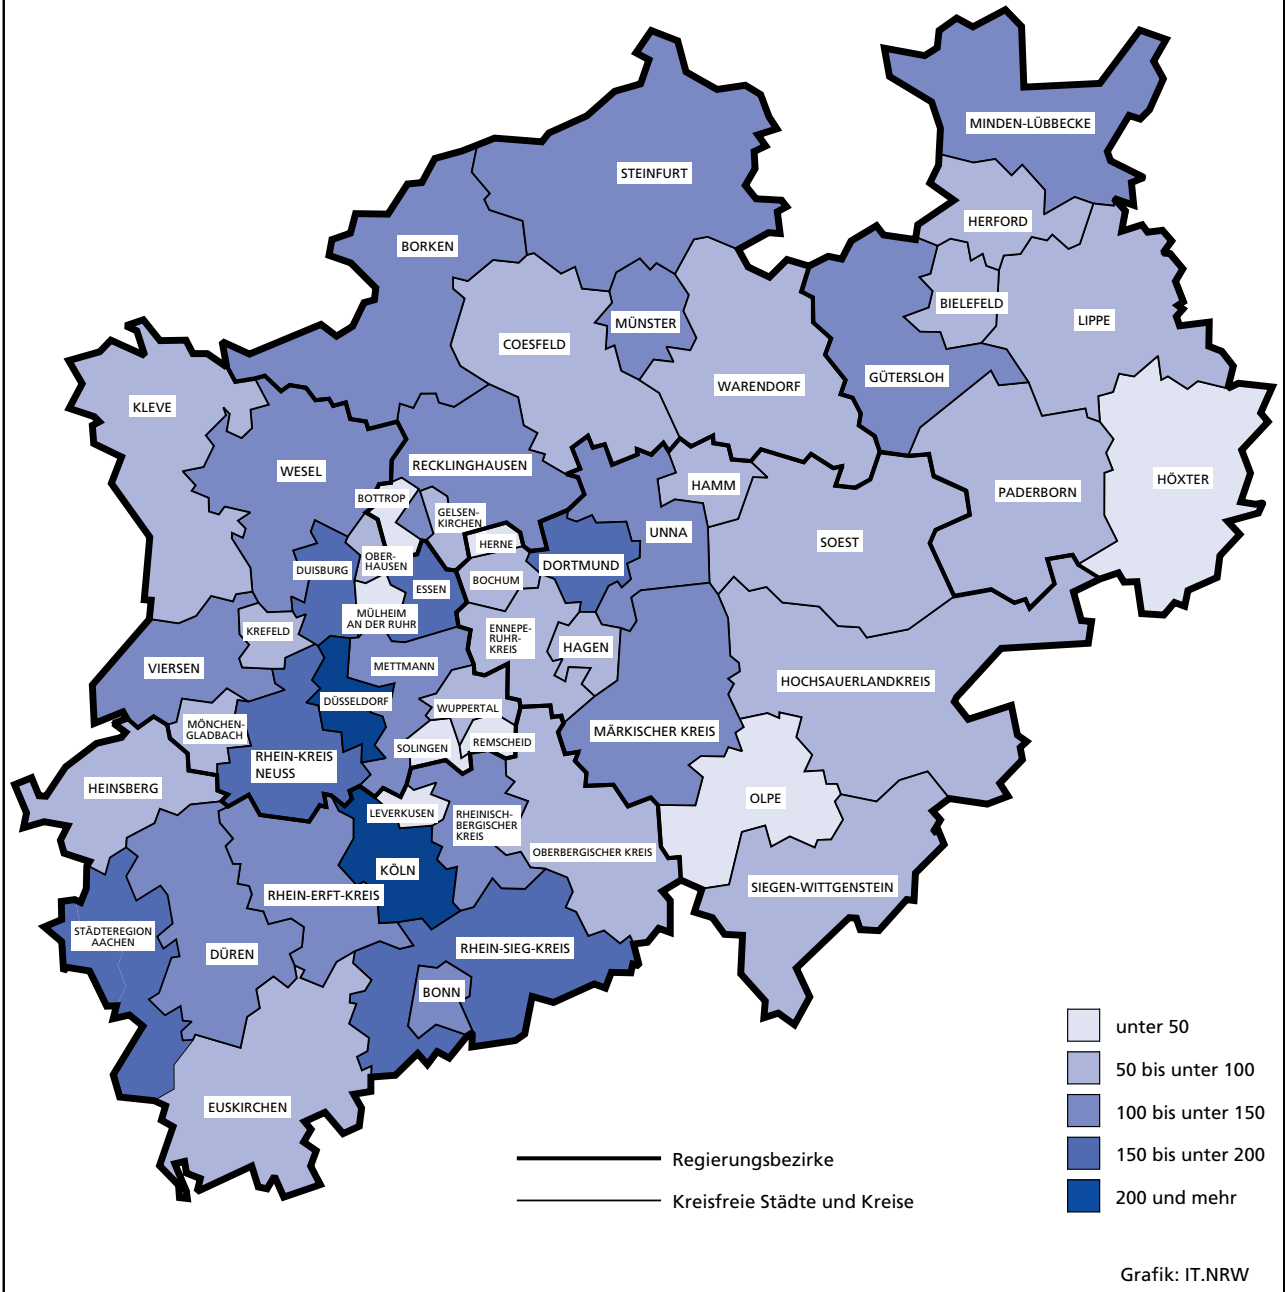 MINDEN-LÜBBECKE
STEINFURT
HERFORD
BORKEN
BIELEFELD
MÜNSTER
LIPPE
COESFELD
GÜTERSLOH
WARENDORF
KLEVE
RECKLINGHAUSEN
WESEL
HÖXTER
HAMM
PADERBORN
BOTTROP
GELSEN-
KIRCHEN
UNNA
SOEST
HERNE
OBER-
HAUSEN
DORTMUND
DUISBURG
BOCHUM
ESSEN
MÜLHEIM
AN DER RUHR
KREFELD
ENNEPE-
RUHR-
KREIS
HAGEN
METTMANN
VIERSEN
HOCHSAUERLANDKREIS
DÜSSELDORF
WUPPERTAL
MÖNCHEN-
GLADBACH
MÄRKISCHER KREIS
REMSCHEID
SOLINGEN
RHEIN-KREIS
NEUSS
HEINSBERG
OLPE
LEVERKUSEN
RHEINISCH-
BERGISCHER
KREIS
OBERBERGISCHER KREIS
KÖLN
SIEGEN-WITTGENSTEIN
RHEIN-ERFT-KREIS
STÄDTEREGION
AACHEN
RHEIN-SIEG-KREIS
DÜREN
BONN
EUSKIRCHEN
unter 50
50 bis unter 100
100 bis unter 150
150 bis unter 200
200 und mehr
Regierungsbezirke
Kreisfreie Städte und Kreise
Grafik: IT.NRW